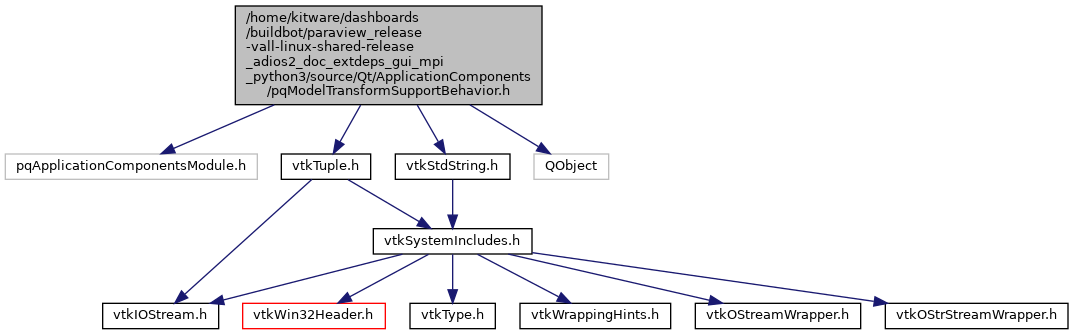 /home/kitware/dashboards
/buildbot/paraview_release
-vall-linux-shared-release
_adios2_doc_extdeps_gui_mpi
_python3/source/Qt/ApplicationComponents
/pqModelTransformSupportBehavior.h
pqApplicationComponentsModule.h
vtkTuple.h
vtkStdString.h
QObject
vtkSystemIncludes.h
vtkIOStream.h
vtkWin32Header.h
vtkType.h
vtkWrappingHints.h
vtkOStreamWrapper.h
vtkOStrStreamWrapper.h